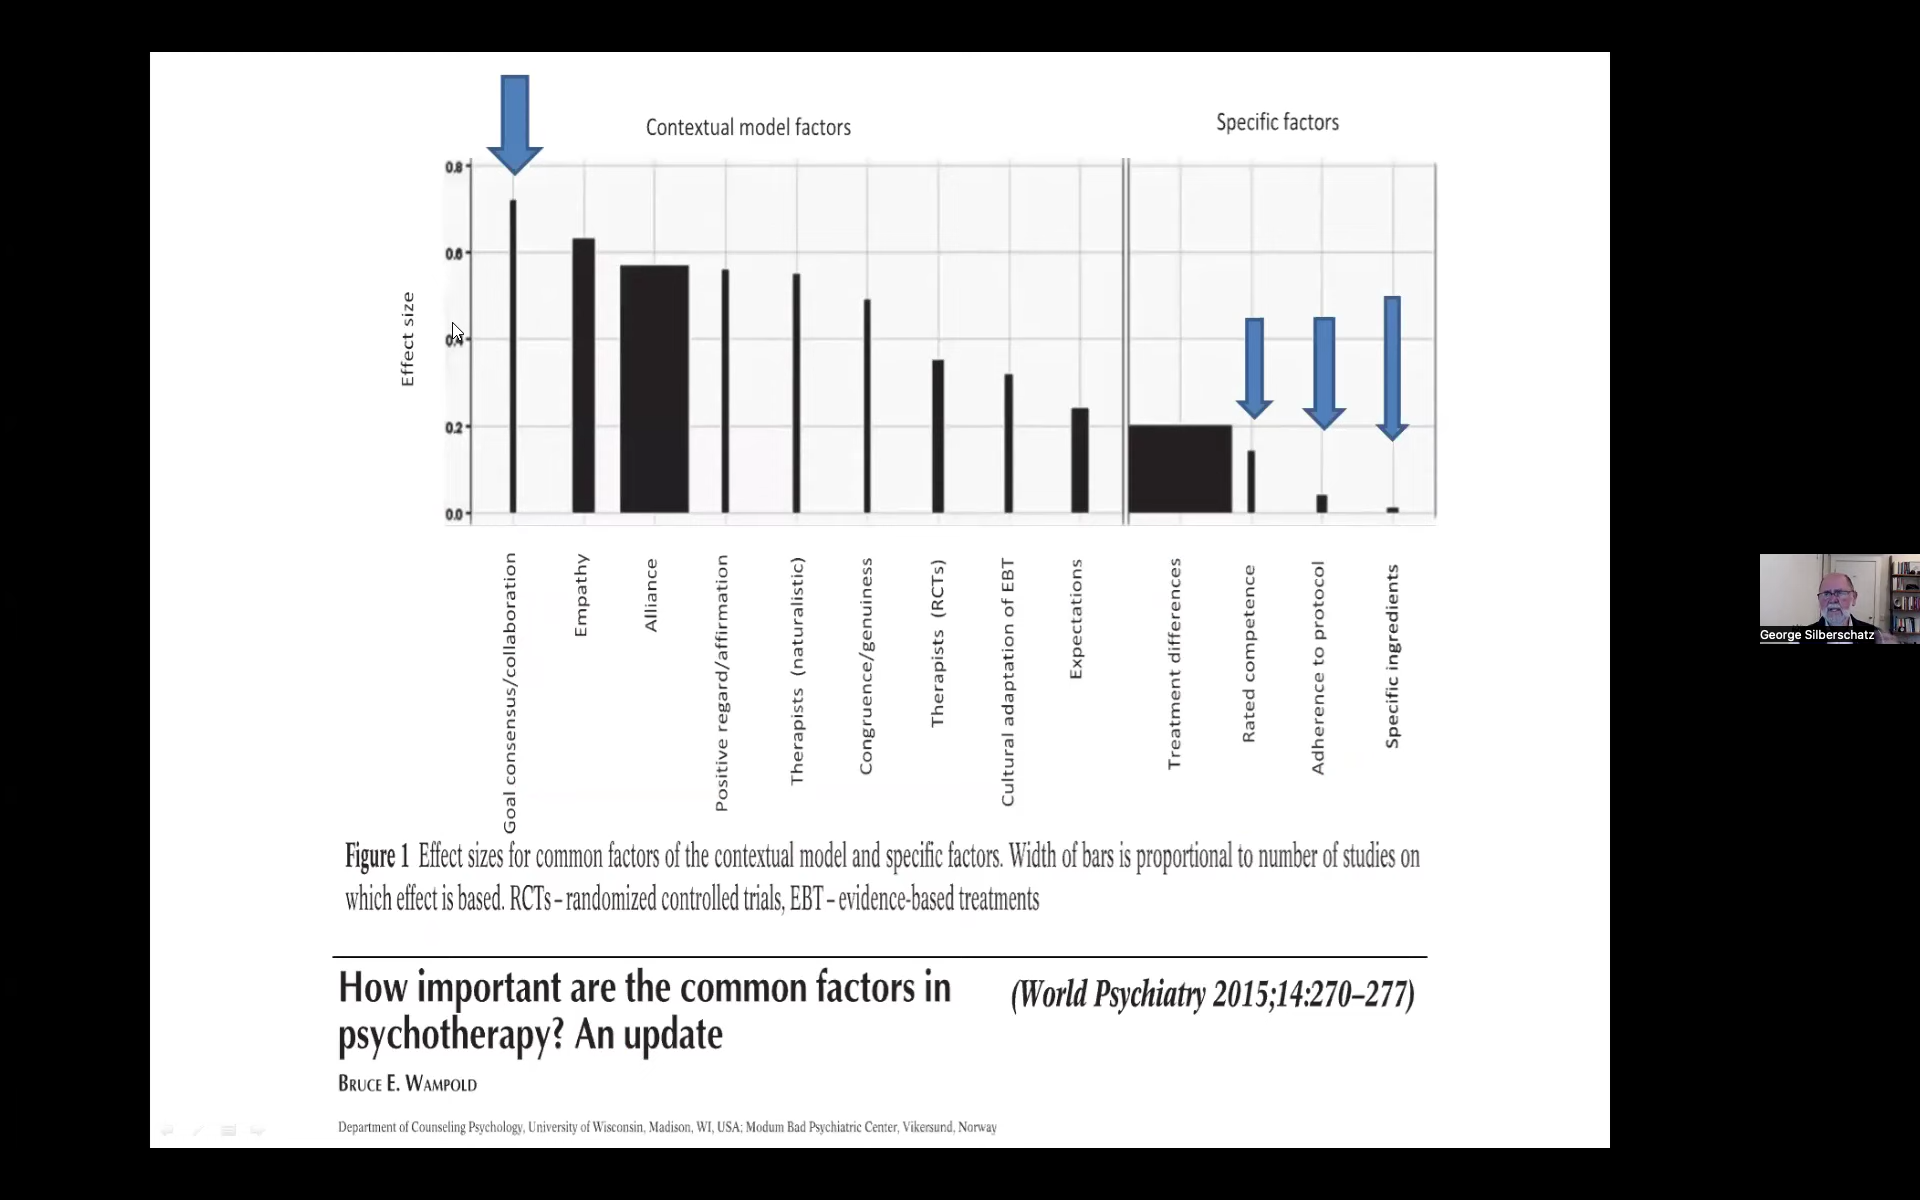 Contextual model factors
Specific factors
0.8
0.6
0.4
0.2
0.0
Effect size
Goal consensus/collaboration
Empathy
Alliance
Positive regard/affirmation
Therapists (naturalistic)
Congruence/genuiness
Therapists (RCTs)
Cultural adaptation of EBT
Expectations
Treatment differences
Rated competence
Adherence to protocol
Specific ingredients
Figure 1 Effect sizes for common factors of the contextual model and specific factors. Width of bars is proportional to number of studies on
which effect is based. RCTs – randomized controlled trials, EBT – evidence-based treatments
How important are the common factors in
psychotherapy? An update
(World Psychiatry 2015;14:270–277)
BRUCE E. WAMPOLD
Department of Counseling Psychology, University of Wisconsin, Madison, WI, USA; Modum Bad Psychiatric Center, Vikersund, Norway
George Silberschatz